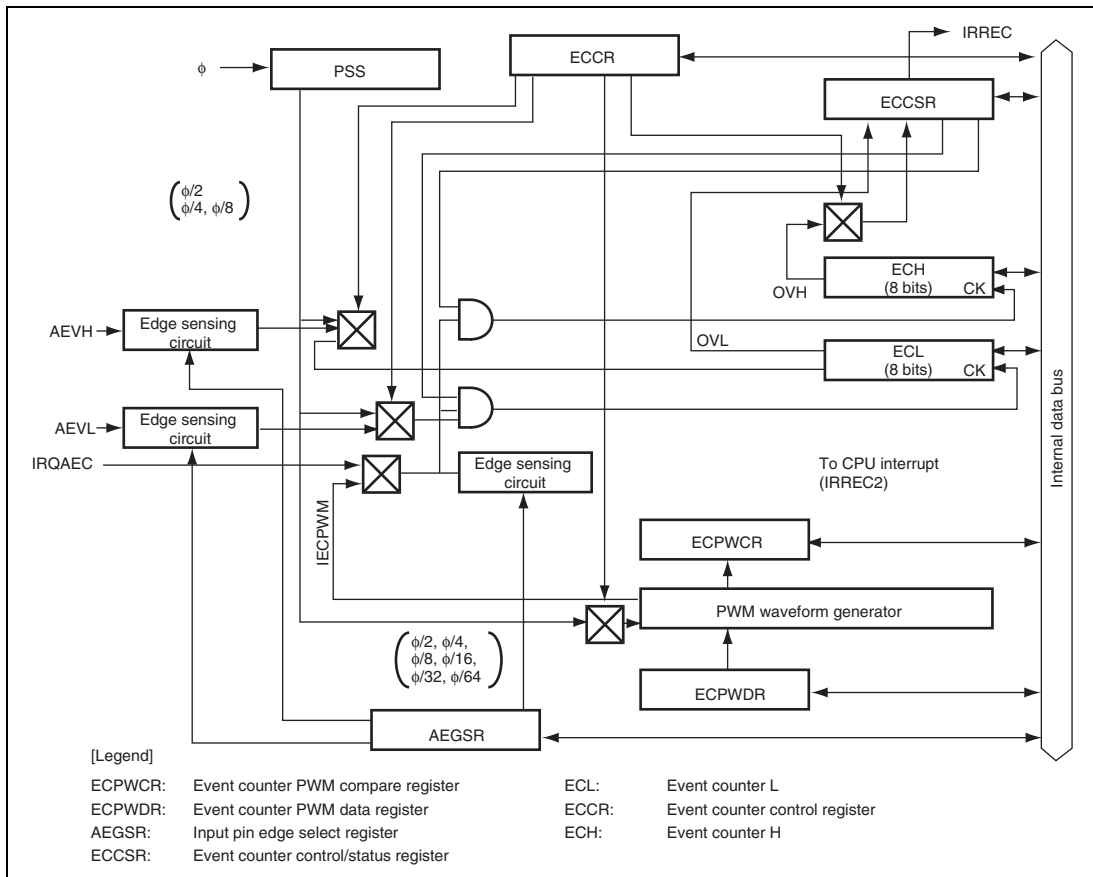 IRREC
φ
PSS
ECCR
ECCSR
φ/2
φ/4, φ/8
ECH
(8 bits)
CK
OVH
AEVH
Edge sensing
circuit
OVL
ECL
(8 bits)
CK
AEVL
Edge sensing
circuit
IRQAEC
Edge sensing
circuit
To CPU interrupt
(IRREC2)
Internal data bus
IECPWM
ECPWCR
PWM waveform generator
φ/2, φ/4,
φ/8, φ/16,
φ/32, φ/64
ECPWDR
AEGSR
[Legend]
ECPWCR: Event counter PWM compare register
ECPWDR: Event counter PWM data register
AEGSR: Input pin edge select register
ECCSR: Event counter control/status register
ECL: Event counter L
ECCR: Event counter control register
ECH: Event counter H